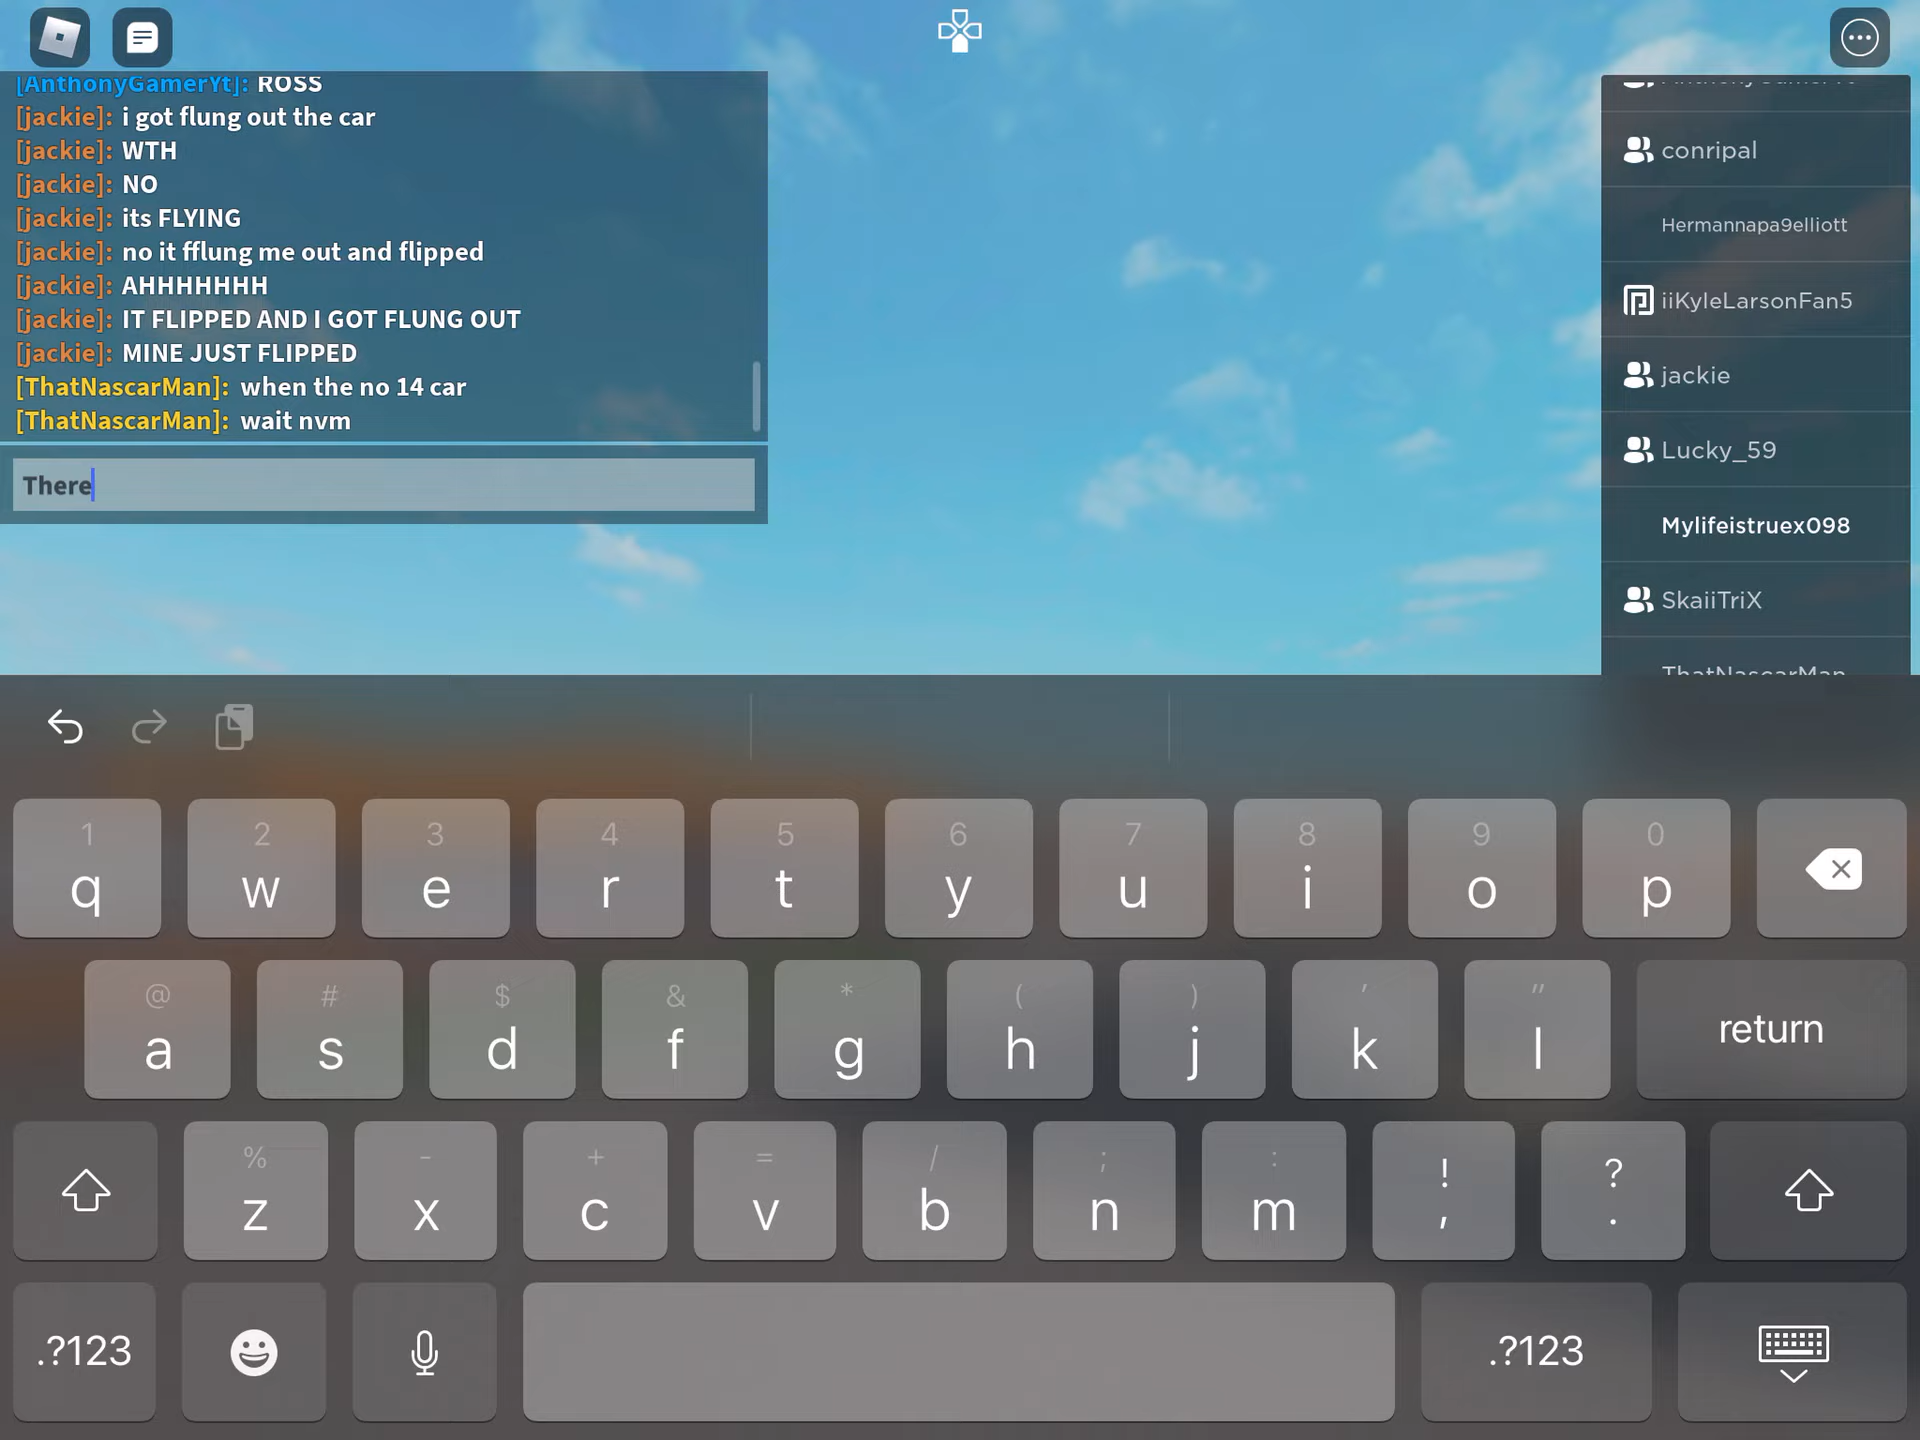 [AnthonyGamerYt]: ROSS
[jackie]: i got flung out the car
[jackie]: WTH
[jackie]: NO
[jackie]: its FLYING
[jackie]: no it fflung me out and flipped
[jackie]: AHHHHHHH
[jackie]: IT FLIPPED AND I GOT FLUNG OUT
[jackie]: MINE JUST FLIPPED
[ThatNascarMan]: when the no 14 car
[ThatNascarMan]: wait nvm
There
conripal
Hermannapa9elliott
iiKyleLarsonFan5
jackie
Lucky_59
Mylifeistruex098
SkaiiTriX
ThatNascarMan
1 2 3 4 5 6 7 8 9 0
q w e r t y u i o p
@ # $ & * ( ) ' "
a s d f g h j k l return
% - + = / ; : ! ?
z x c v b n m , .
.?123 .?123